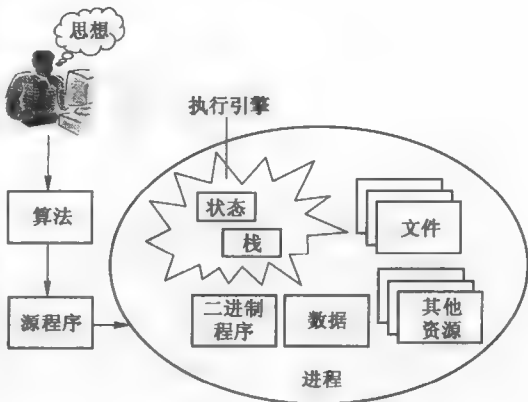 思想
执行引擎
状态
算法
文件
栈
二进制
程序
数据
其他
资源
源程序
进程